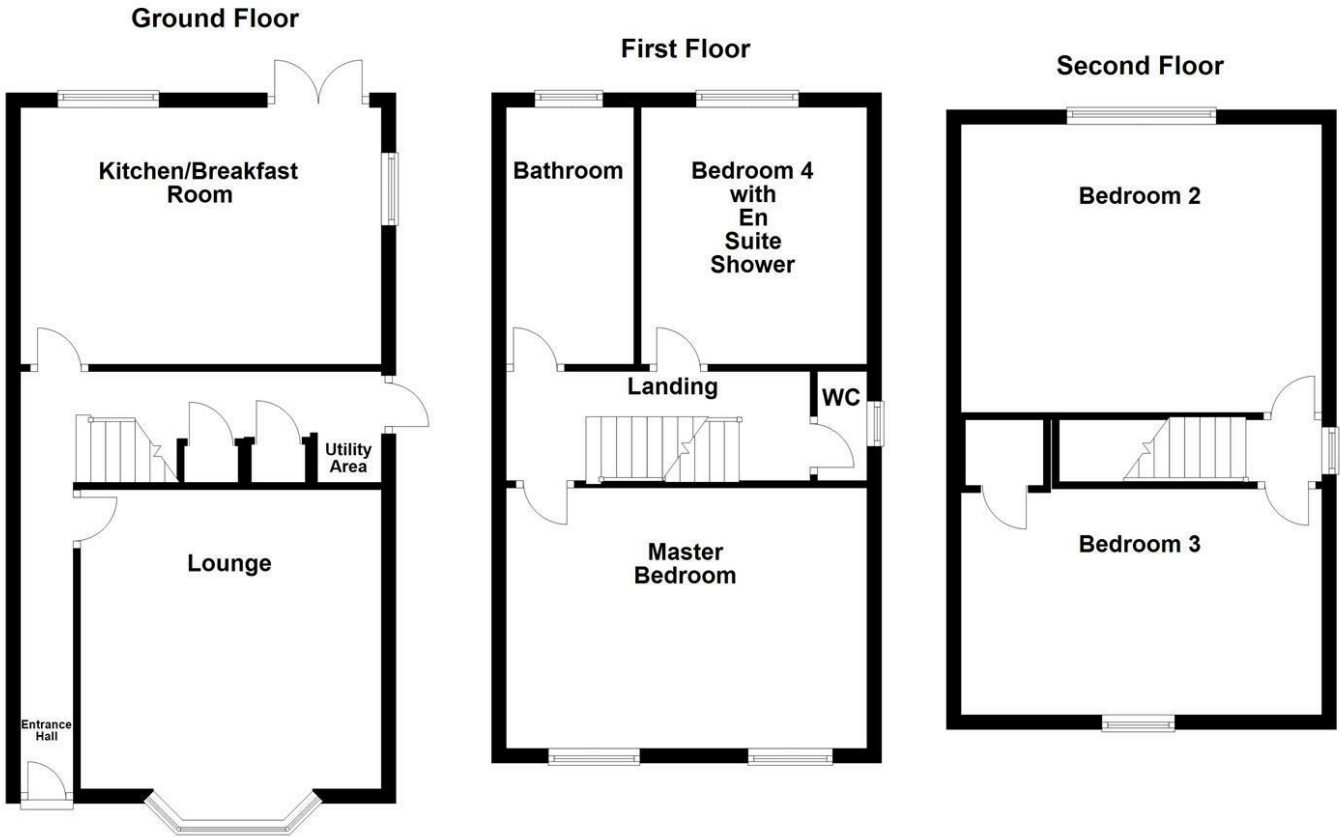 Ground Floor
Kitchen/Breakfast
Room
Utility
Area
Lounge
Entrance
Hall
First Floor
Bathroom
Bedroom 4
with
En
Suite
Shower
Landing
WC
Master
Bedroom
Second Floor
Bedroom 2
Bedroom 3